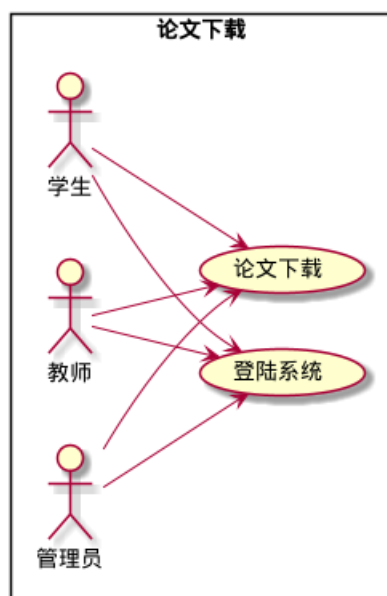 论文下载
学生
论文下载
教师
登陆系统
管理员